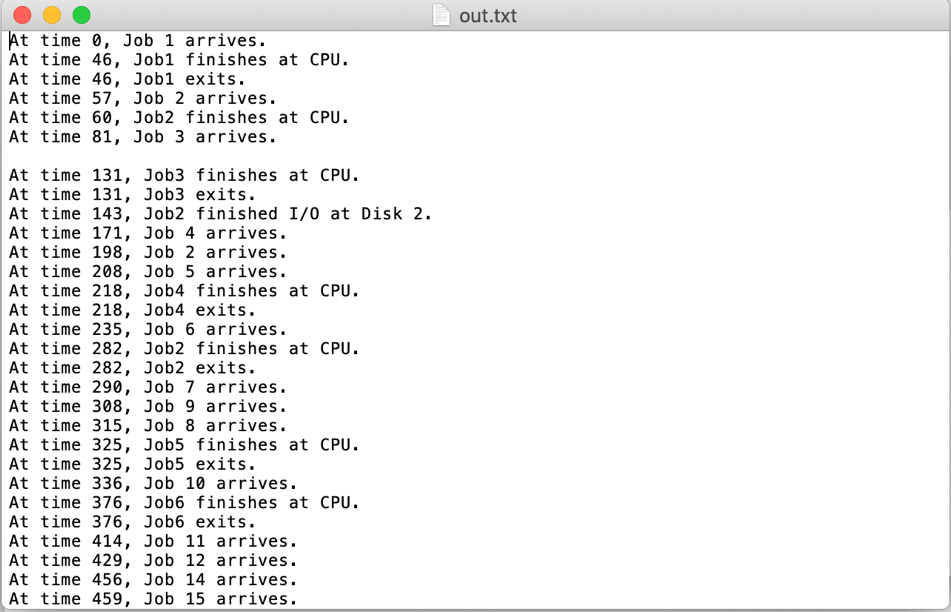 out.txt
At time 0, Job 1 arrives.
At time 46, Job1 finishes at CPU.
At time 46, Job1 exits.
At time 57, Job 2 arrives.
At time 60, Job2 finishes at CPU.
At time 81, Job 3 arrives.

At time 131, Job3 finishes at CPU.
At time 131, Job3 exits.
At time 143, Job2 finished I/O at Disk 2.
At time 171, Job 4 arrives.
At time 198, Job 2 arrives.
At time 208, Job 5 arrives.
At time 218, Job4 finishes at CPU.
At time 218, Job4 exits.
At time 235, Job 6 arrives.
At time 282, Job2 finishes at CPU.
At time 282, Job2 exits.
At time 290, Job 7 arrives.
At time 308, Job 9 arrives.
At time 315, Job 8 arrives.
At time 325, Job5 finishes at CPU.
At time 325, Job5 exits.
At time 336, Job 10 arrives.
At time 376, Job6 finishes at CPU.
At time 376, Job6 exits.
At time 414, Job 11 arrives.
At time 429, Job 12 arrives.
At time 456, Job 14 arrives.
At time 459, Job 15 arrives.